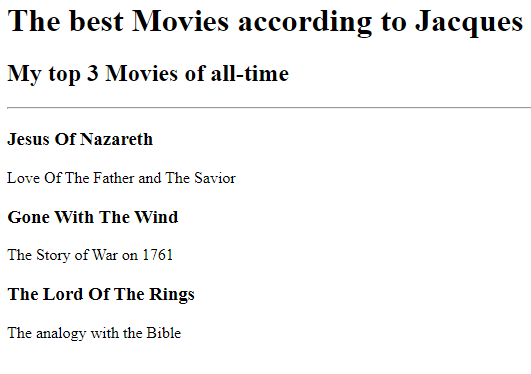 The best Movies according to Jacques
My top 3 Movies of all-time
Jesus Of Nazareth
Love Of The Father and The Savior
Gone With The Wind
The Story of War on 1761
The Lord Of The Rings
The analogy with the Bible